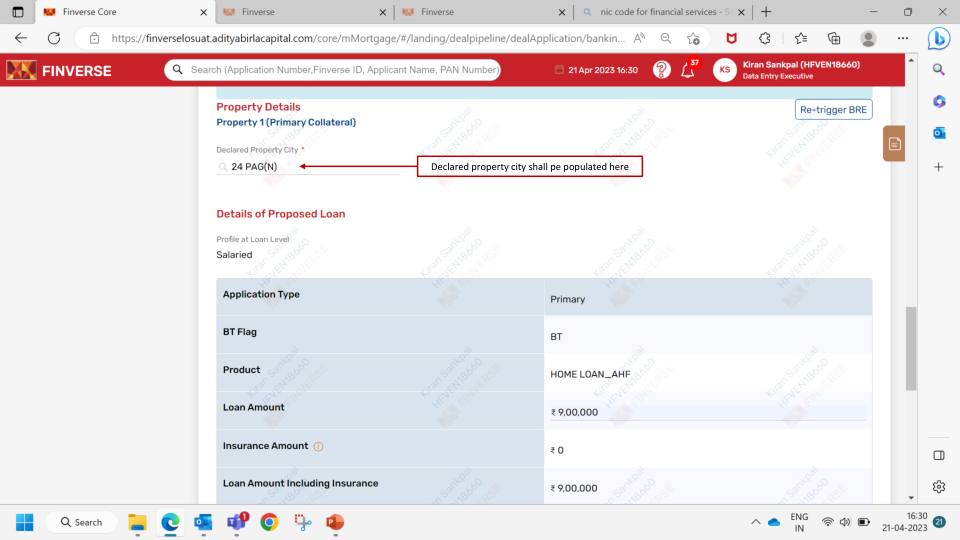 Finverse Core
Finverse
Finverse
nic code for financial services - S
https://finverselosuat.adityabirlacapital.com/core/mMortgage/#/landing/dealpipeline/dealApplication/bankin...
FINVERSE
Search (Application Number,Finverse ID, Applicant Name, PAN Number)
21 Apr 2023 16:30
37
KS
Kiran Sankpal (HFVEN18660)
Data Entry Executive
Property Details
Re-trigger BRE
Property 1 (Primary Collateral)
Declared Property City *
24 PAG(N)
Declared property city shall pe populated here
Details of Proposed Loan
Profile at Loan Level
Salaried
Application Type
Primary
BT Flag
BT
Product
HOME LOAN_AHF
Loan Amount
₹ 9,00,000
Insurance Amount
₹ 0
Loan Amount Including Insurance
₹ 9,00,000
Kiran Sankpal
HFVEN18660
FINVERSE
Search
1
ENG
IN
16:30
21-04-2023
21